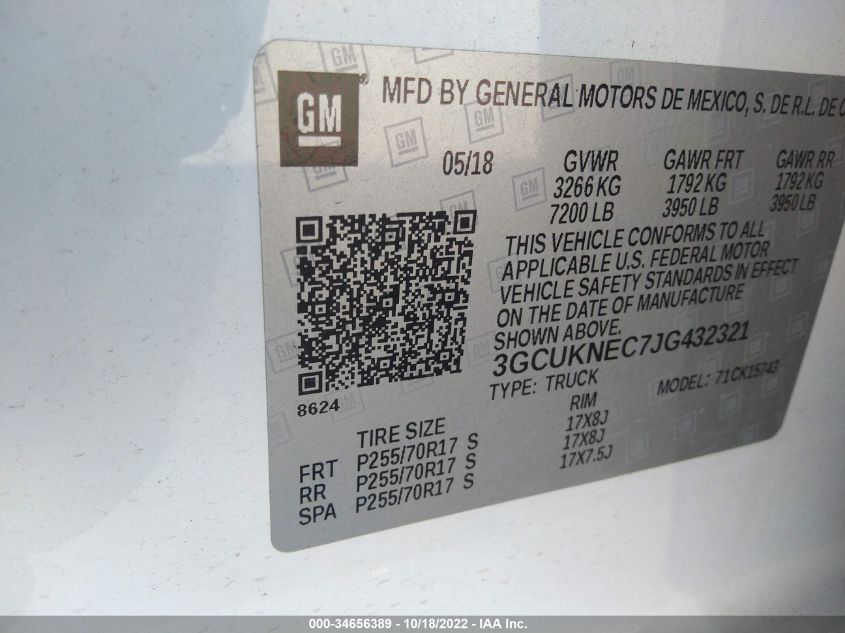 GM
MFD BY GENERAL MOTORS DE MEXICO, S. DE R.L. DE C
05/18 GVWR GAWR FRT GAWR RR
3266 KG 1792 KG 1792 KG
7200 LB 3950 LB 3950 LB
THIS VEHICLE CONFORMS TO ALL
APPLICABLE U.S. FEDERAL MOTOR
VEHICLE SAFETY STANDARDS IN EFFECT
ON THE DATE OF MANUFACTURE
SHOWN ABOVE.
3GCUKNEC7JG432321
TYPE: TRUCK MODEL: 71CK15743
8624
TIRE SIZE RIM
FRT P255/70R17 S 17X8J
RR P255/70R17 S 17X8J
SPA P255/70R17 S 17X7.5J
000-34656389 - 10/18/2022 - IAA Inc.